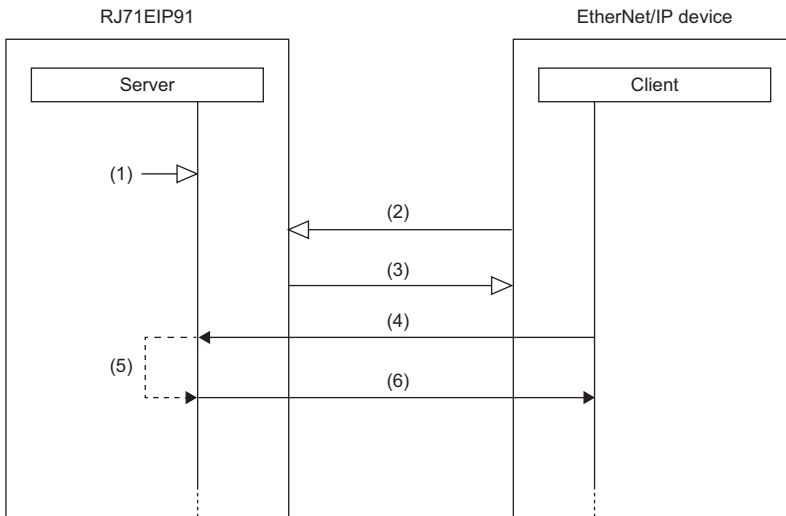 RJ71EIP91
EtherNet/IP device
Server
Client
(1)
(2)
(3)
(4)
(5)
(6)